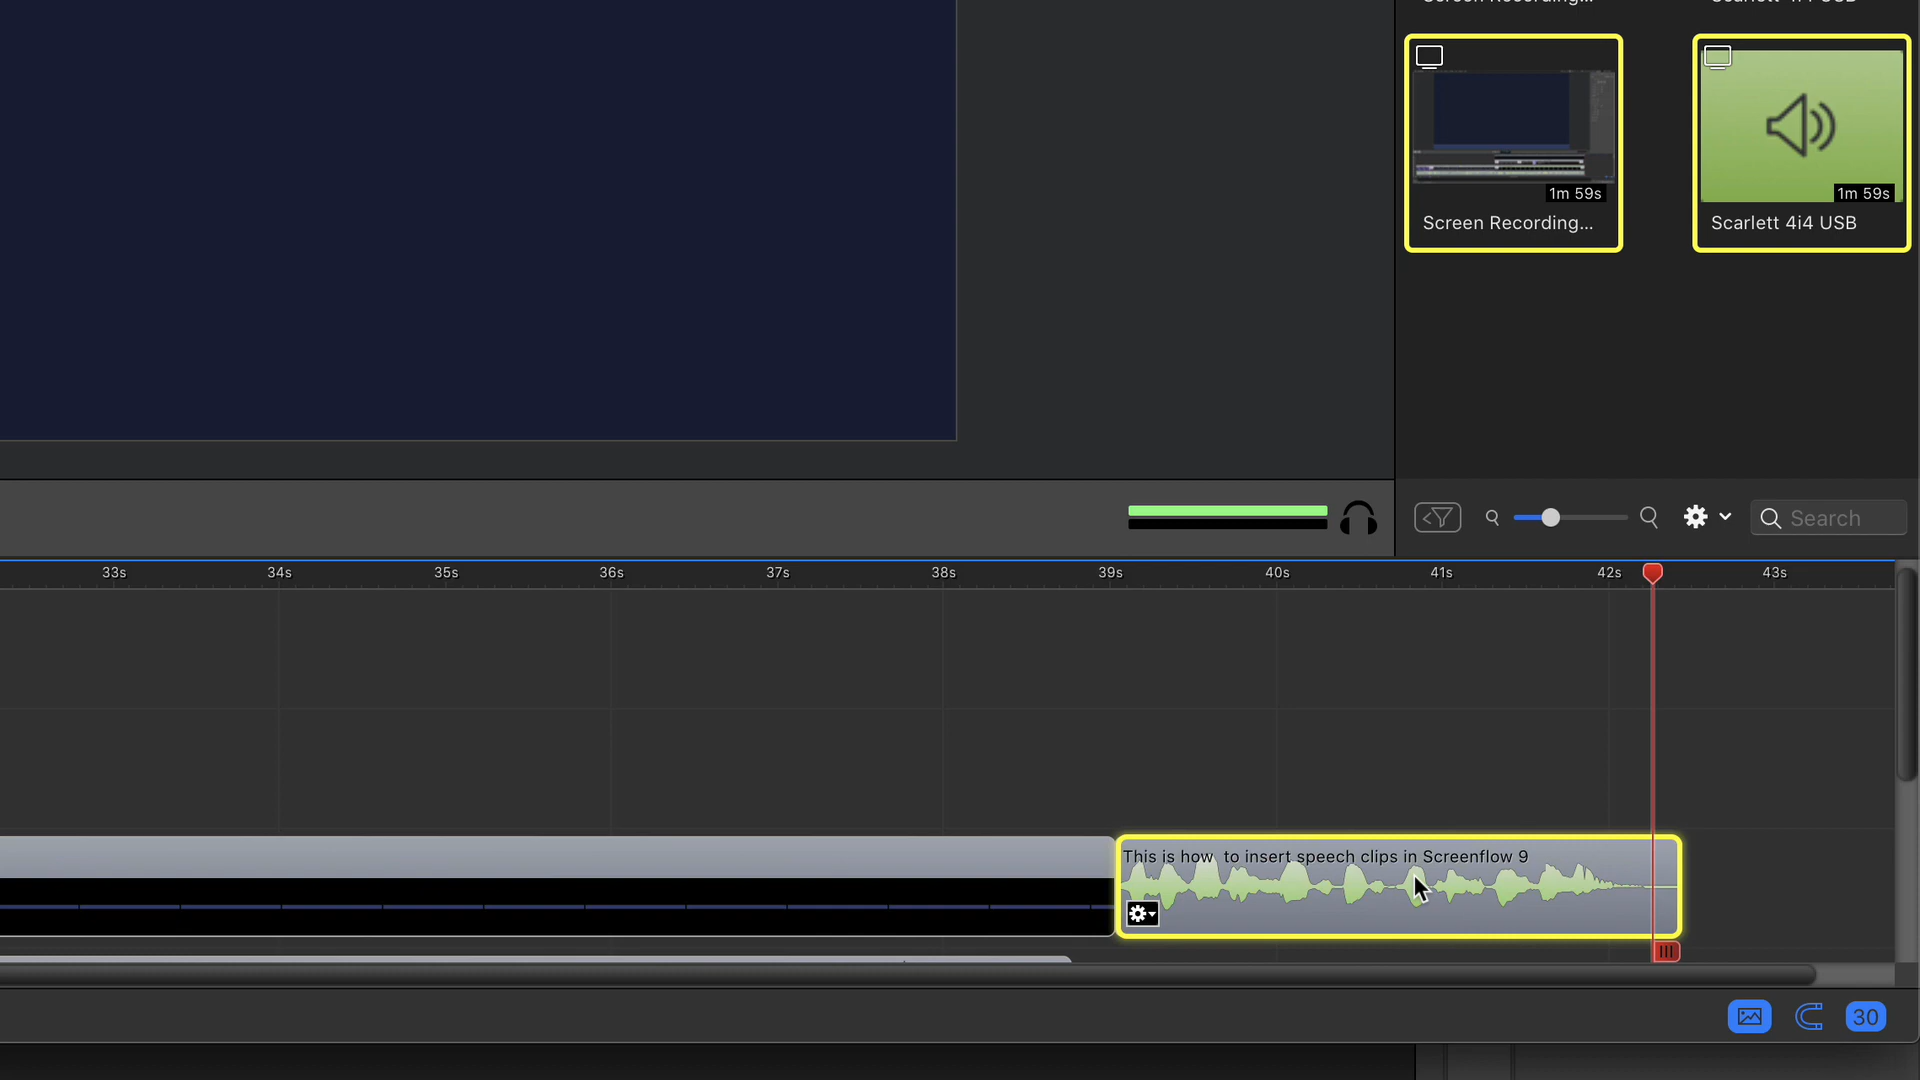 1m 59s
1m 59s
Screen Recording...
Scarlett 4i4 USB
Search
33s
34s
35s
36s
37s
38s
39s
40s
41s
42s
43s
This is how  to insert speech clips in Screenflow 9
30